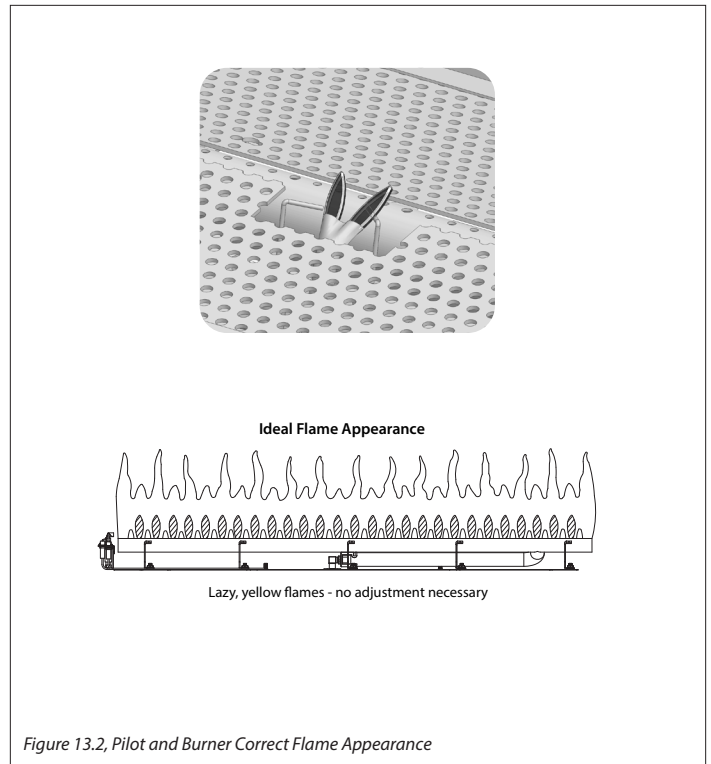 Ideal Flame Appearance
Lazy, yellow flames - no adjustment necessary
Figure 13.2, Pilot and Burner Correct Flame Appearance